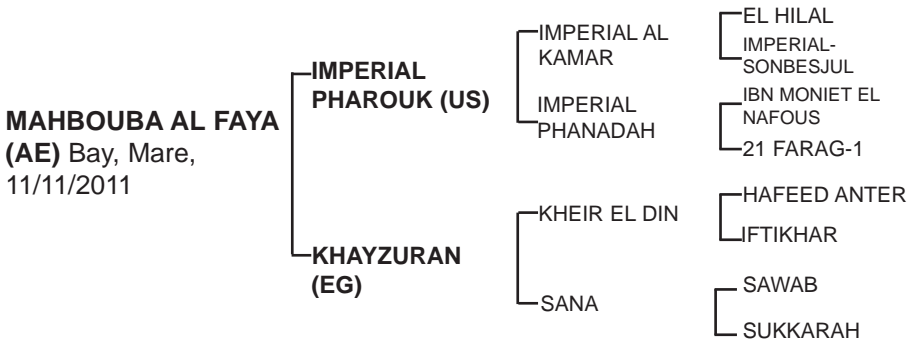 MAHBOUBA AL FAYA
(AE) Bay, Mare,
11/11/2011
IMPERIAL
PHAROUK (US)
KHAYZURAN
(EG)
IMPERIAL AL
KAMAR
IMPERIAL
PHANADAH
KHEIR EL DIN
SANA
EL HILAL
IMPERIAL-
SONBESJUL
IBN MONIET EL
NAFOUS
21 FARAG-1
HAFEED ANTER
IFTIKHAR
SAWAB
SUKKARAH